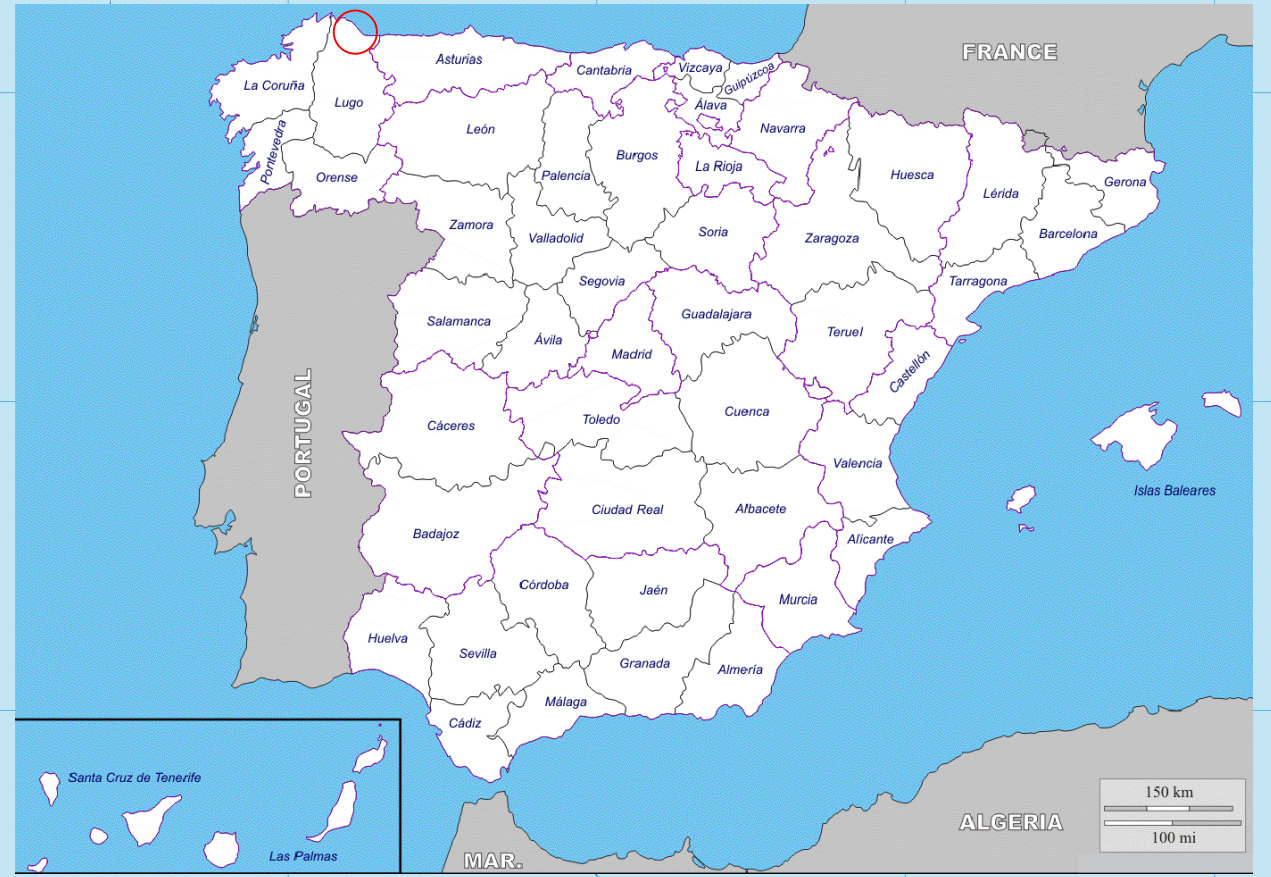 FRANCE
Asturias
Cantabria
Vizcaya
Guipúzcoa
La Coruña
Lugo
Álava
Navarra
León
Pontevedra
Burgos
La Rioja
Huesca
Orense
Palencia
Lérida
Gerona
Zamora
Valladolid
Soria
Zaragoza
Barcelona
Segovia
Tarragona
Salamanca
Guadalajara
Teruel
Ávila
Madrid
Castellón
PORTUGAL
Cáceres
Toledo
Cuenca
Valencia
Islas Baleares
Ciudad Real
Albacete
Badajoz
Alicante
Córdoba
Jaén
Murcia
Huelva
Sevilla
Granada
Almería
Málaga
Cádiz
Santa Cruz de Tenerife
Las Palmas
MAR.
ALGERIA
150 km
100 mi